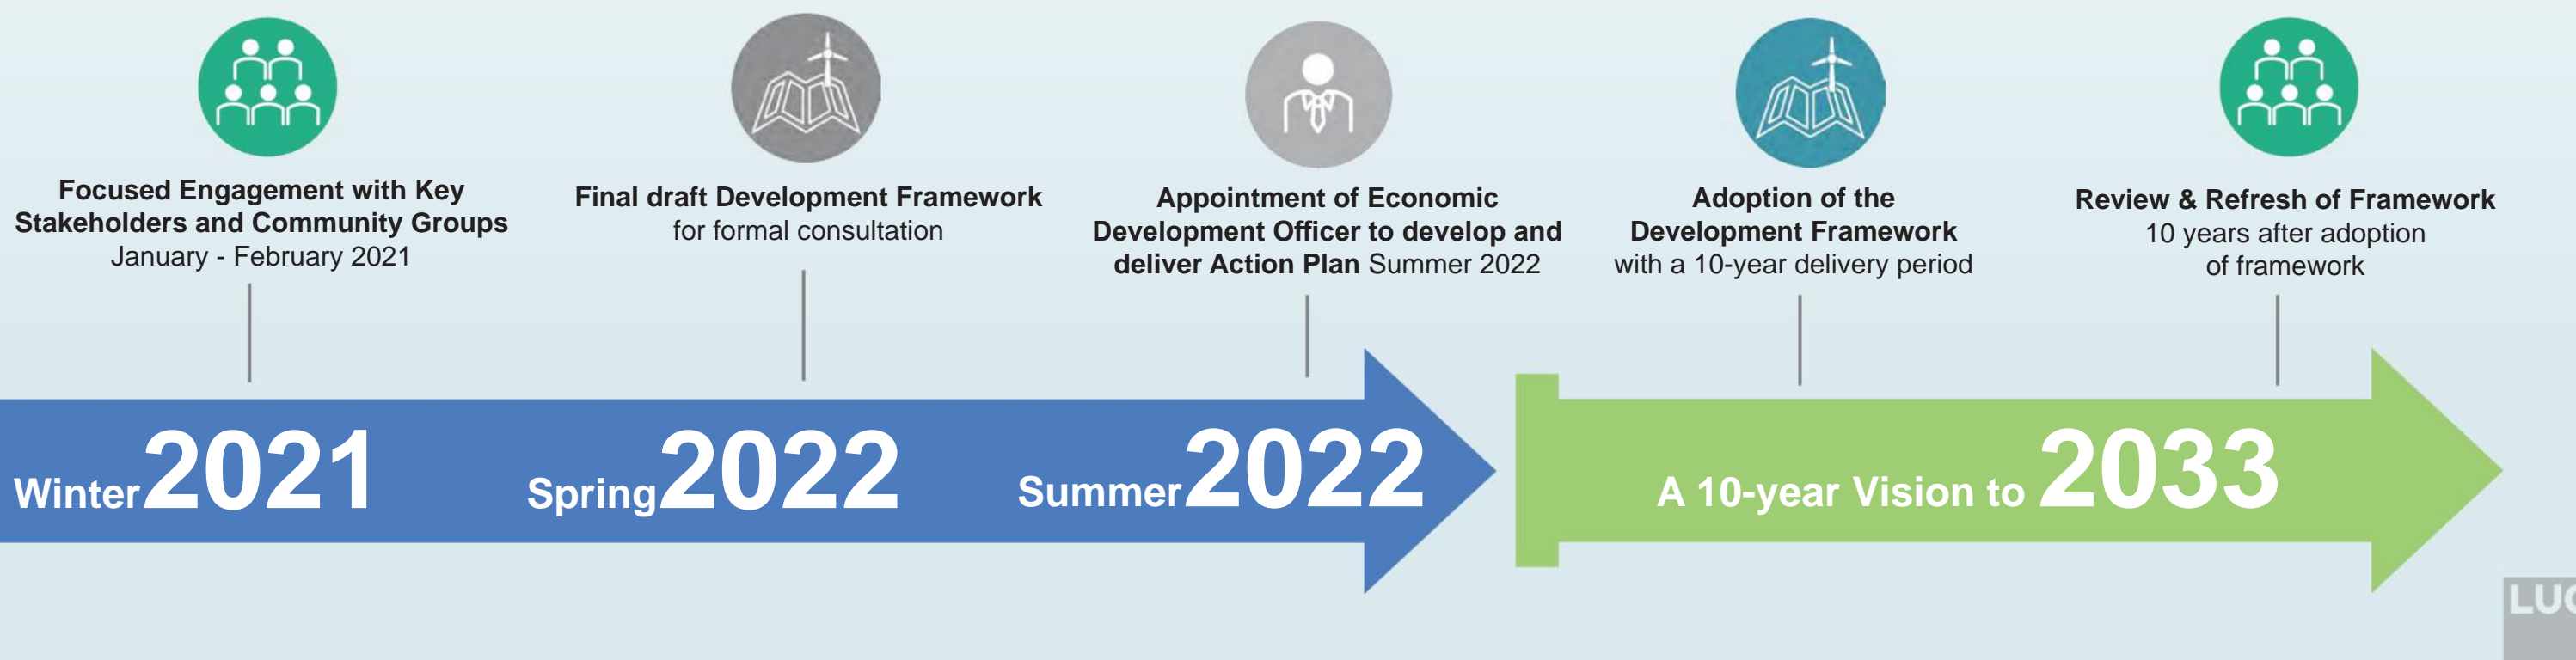 Focused Engagement with Key
Stakeholders and Community Groups
January - February 2021
Final draft Development Framework
for formal consultation
Appointment of Economic
Development Officer to develop and
deliver Action Plan Summer 2022
Adoption of the
Development Framework
with a 10-year delivery period
Review & Refresh of Framework
10 years after adoption
of framework
Winter 2021
Spring 2022
Summer 2022
A 10-year Vision to 2033
LUC